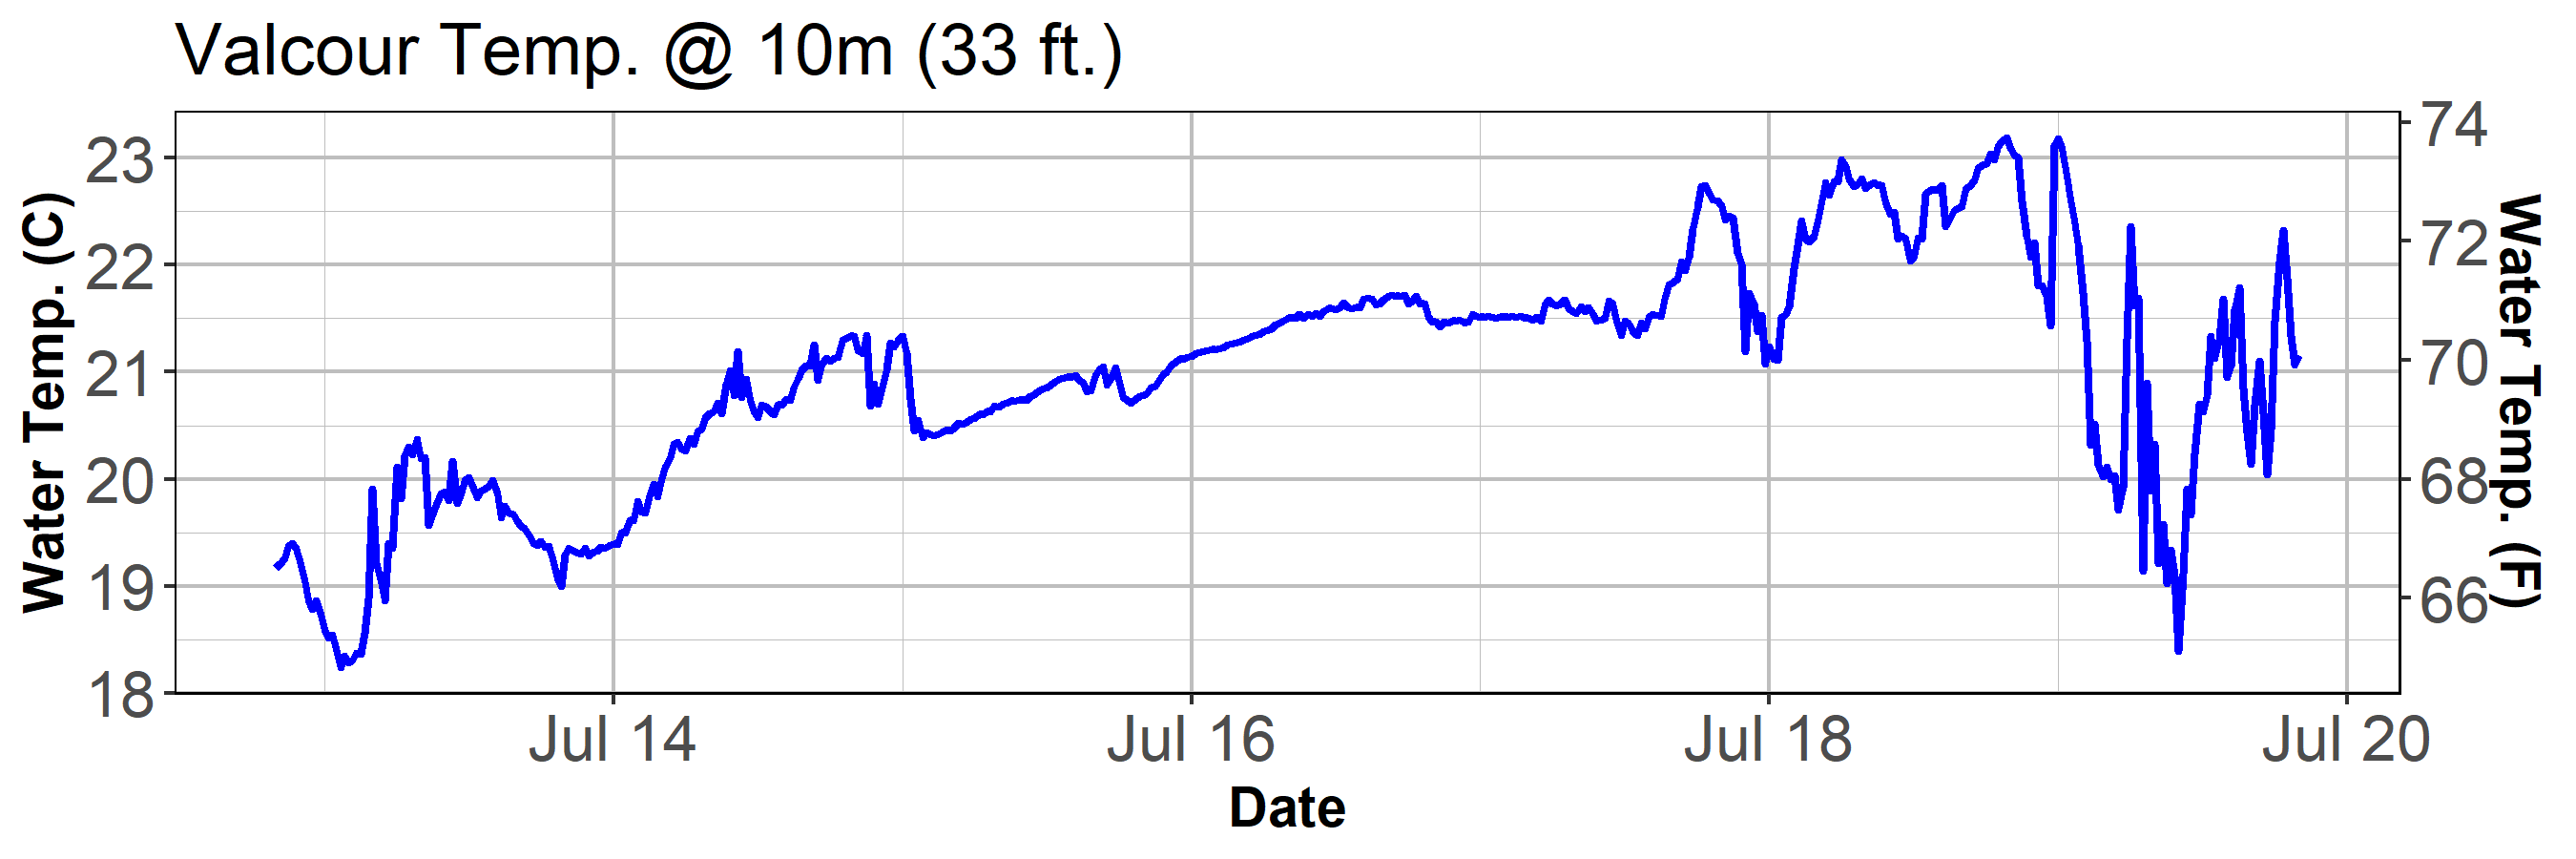 Valcour Temp. @ 10m (33 ft.)
Water Temp. (C)
23
22
21
20
19
18
74
72
70
68
66
Water Temp. (F)
Jul 14
Jul 16
Jul 18
Jul 20
Date